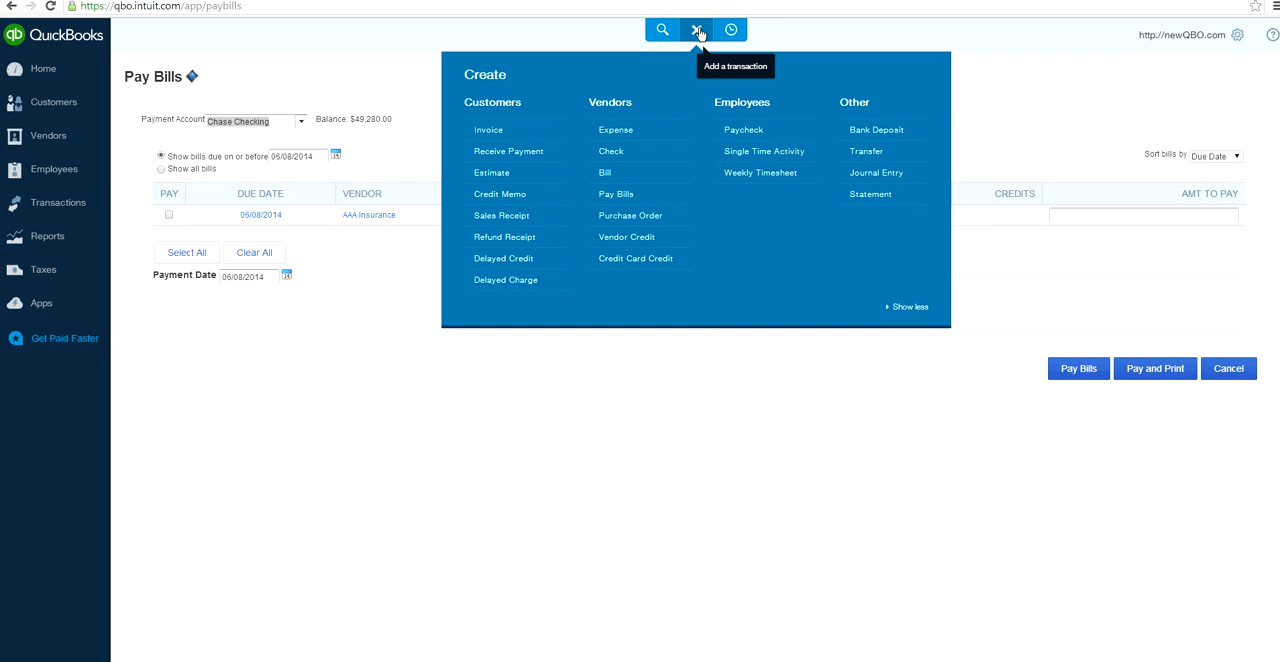 https://qbo.intuit.com/app/paybills
qb QuickBooks
http://newQBO.com
Home
Customers
Vendors
Employees
Transactions
Reports
Taxes
Apps
Get Paid Faster
Pay Bills
Payment Account Chase Checking Balance: $49,280.00
Show bills due on or before 06/08/2014
Show all bills
Sort bills by Due Date
PAY DUE DATE VENDOR CREDITS AMT TO PAY
06/08/2014 AAA Insurance
Select All Clear All
Payment Date 06/08/2014
Add a transaction
Create
Customers
Invoice
Receive Payment
Estimate
Credit Memo
Sales Receipt
Refund Receipt
Delayed Credit
Delayed Charge
Vendors
Expense
Check
Bill
Pay Bills
Purchase Order
Vendor Credit
Credit Card Credit
Employees
Paycheck
Single Time Activity
Weekly Timesheet
Other
Bank Deposit
Transfer
Journal Entry
Statement
Show less
Pay Bills Pay and Print Cancel